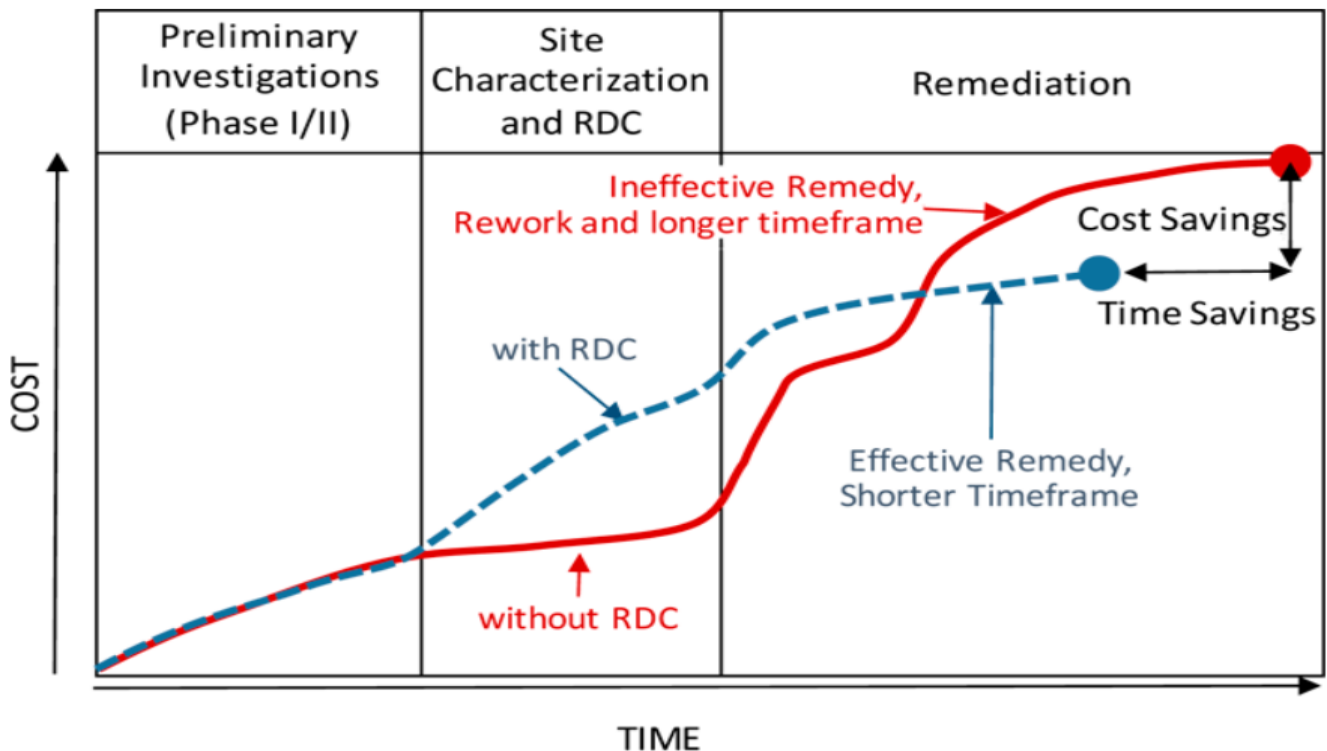 Preliminary
Investigations
(Phase I/II)
Site
Characterization
and RDC
Remediation
Ineffective Remedy,
Rework and longer timeframe
Cost Savings
Time Savings
with RDC
Effective Remedy,
Shorter Timeframe
without RDC
COST
TIME